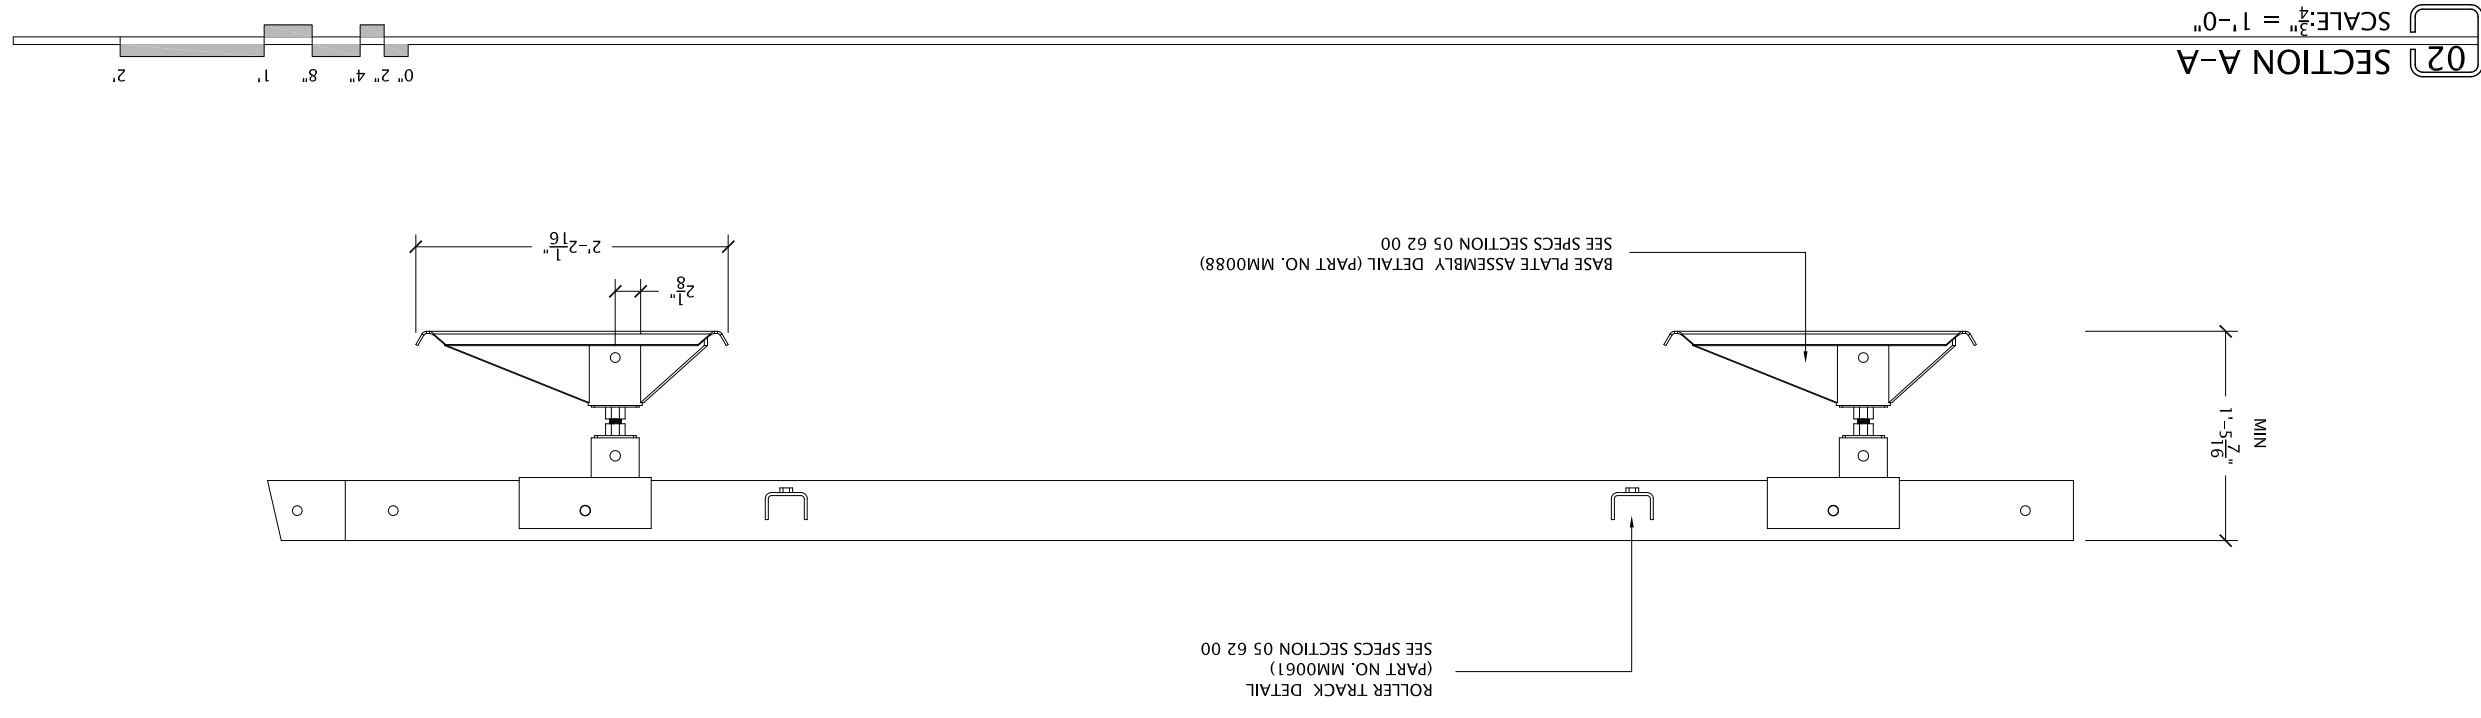 ROLLER TRACK DETAIL
(PART NO. MM0061)
SEE SPECS SECTION 05 62 00
MIN
1'-5 7/16"
BASE PLATE ASSEMBLY DETAIL (PART NO. MM0088)
SEE SPECS SECTION 05 62 00
2 1/8"
2'-2 1/16"
02
SECTION A-A
SCALE: 3/4" = 1'-0"
0" 2" 4" 8" 1' 2'